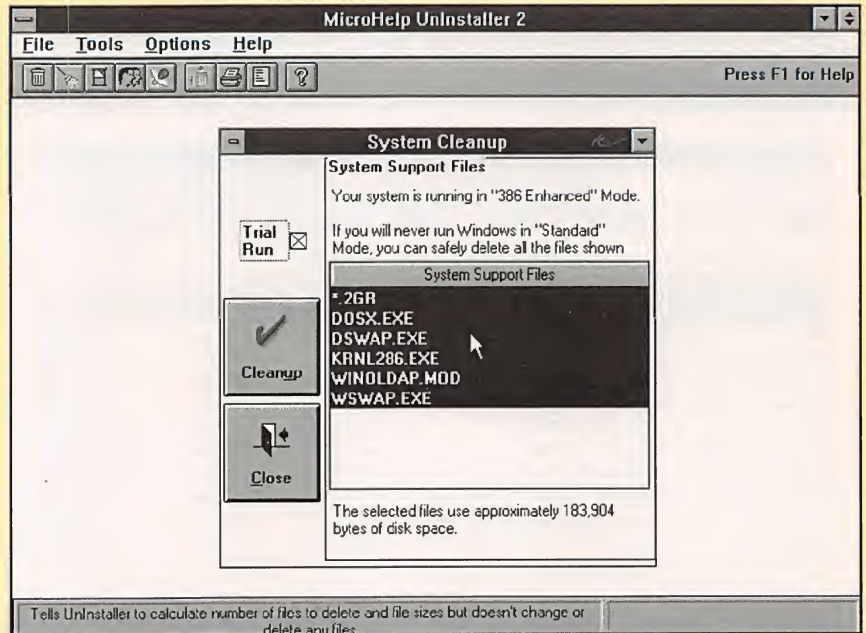 MicroHelp UnInstaller 2
File Tools Options Help
Press F1 for Help
System Cleanup
System Support Files
Your system is running in "386 Enhanced" Mode.
Trial
Run
If you will never run Windows in "Standard"
Mode, you can safely delete all the files shown
System Support Files
*.2GR
DOSX.EXE
DSWAP.EXE
KRNL286.EXE
WINOLDAP.MOD
WSWAP.EXE
Cleanup
Close
The selected files use approximately 183,904
bytes of disk space.
Tells UnInstaller to calculate number of files to delete and file sizes but doesn't change or
delete any files